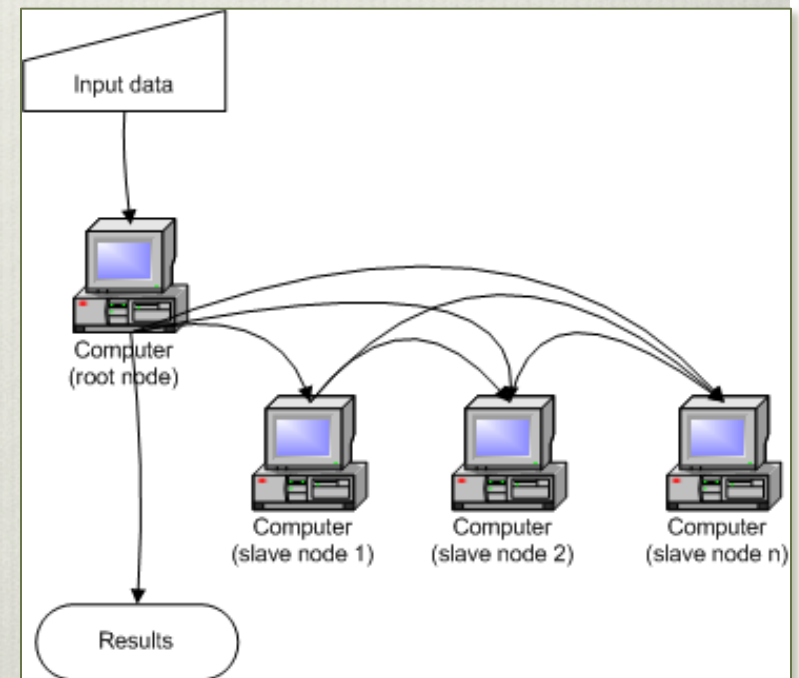 Input data
Computer
(root node)
Computer
(slave node 1)
Computer
(slave node 2)
Computer
(slave node n)
Results